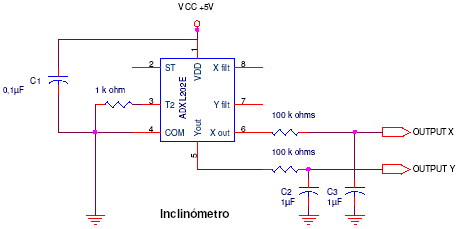 VCC +5V
1
C1
0,1µF
1 k ohm
2
ST
VDD
X filt
8
ADXL202E
3
T2
Y filt
7
100 k ohms
4
COM
Yout
X out
6
OUTPUT X
5
100 k ohms
OUTPUT Y
C2
1µF
C3
1µF
Inclinómetro